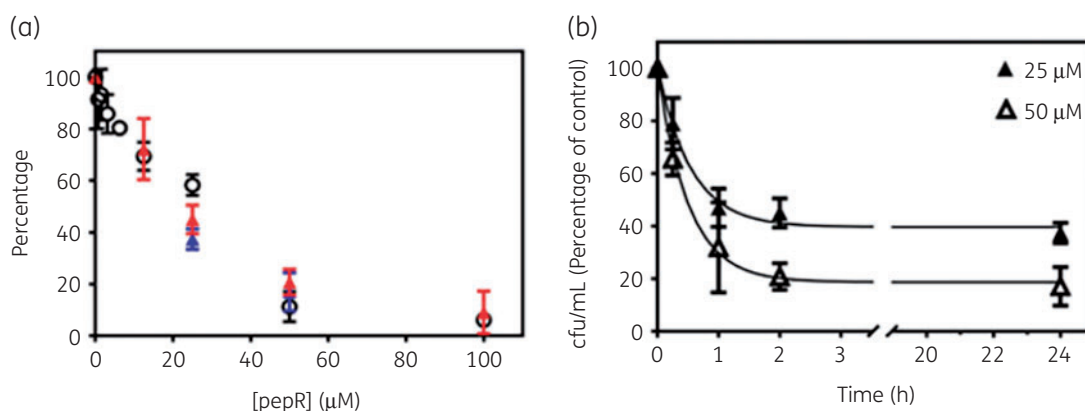 (a)
100
80
60
40
20
0
Percentage
0 20 40 60 80 100
[pepR] (μM)
(b)
25 μM
50 μM
100
80
60
40
20
0
cfu/mL (Percentage of control)
0 1 2 3 20 22 24
Time (h)